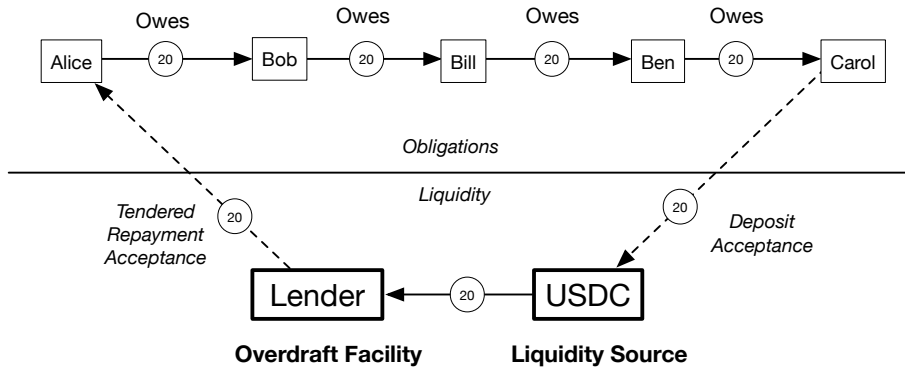 Owes
Owes
Owes
Owes
Alice
20
Bob
20
Bill
20
Ben
20
Carol
Obligations
Liquidity
Tendered
Repayment
Acceptance
20
20
Deposit
Acceptance
Lender
20
USDC
Overdraft Facility
Liquidity Source